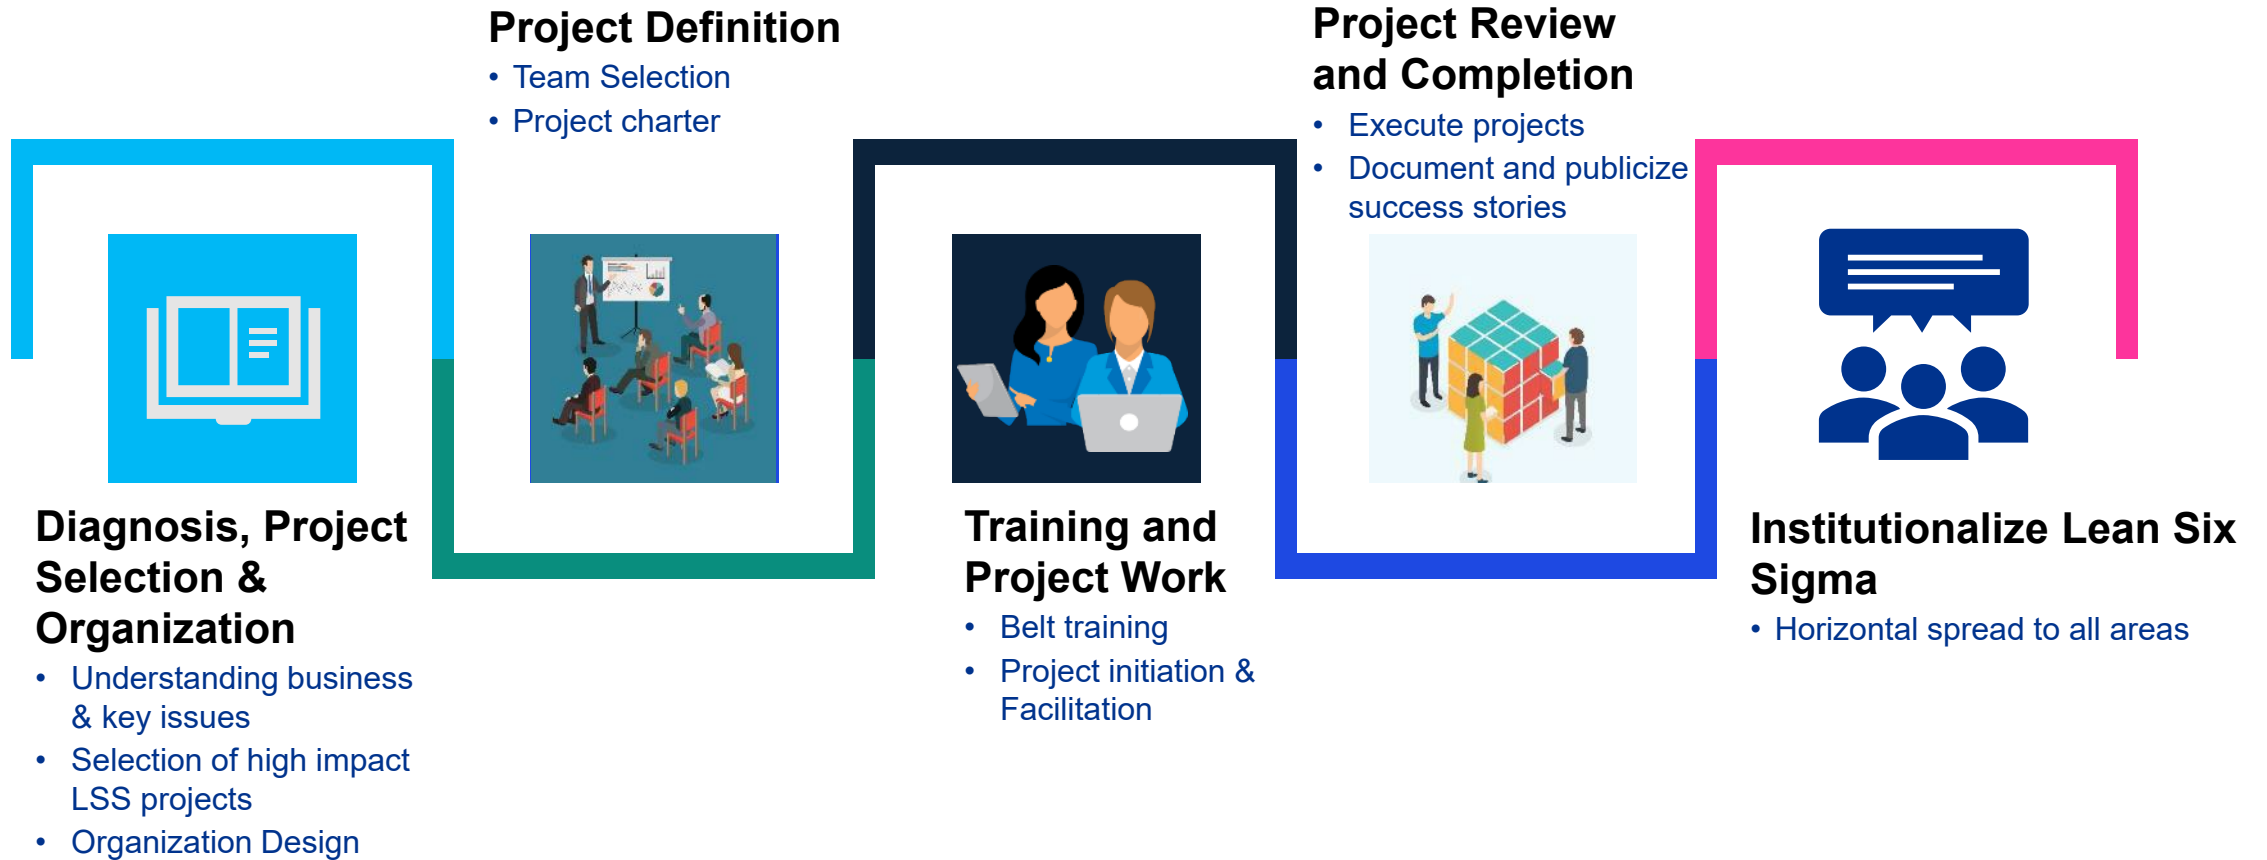 Diagnosis, Project
Selection &
Organization
• Understanding business
& key issues
• Selection of high impact
LSS projects
• Organization Design
Project Definition
• Team Selection
• Project charter
Training and
Project Work
• Belt training
• Project initiation &
Facilitation
Project Review
and Completion
• Execute projects
• Document and publicize
success stories
Institutionalize Lean Six
Sigma
• Horizontal spread to all areas